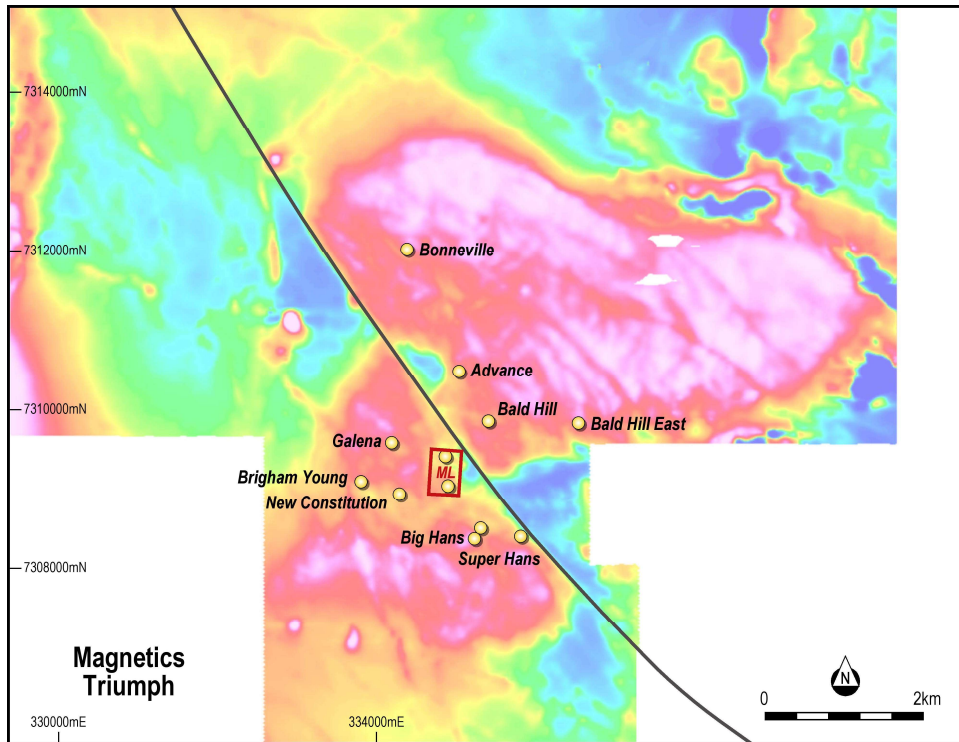 7314000mN
7312000mN
Bonneville
Advance
7310000mN
Bald Hill
Bald Hill East
Galena
ML
Brigham Young
New Constitution
Big Hans
Super Hans
7308000mN
Magnetics
Triumph
N
0
2km
330000mE
334000mE